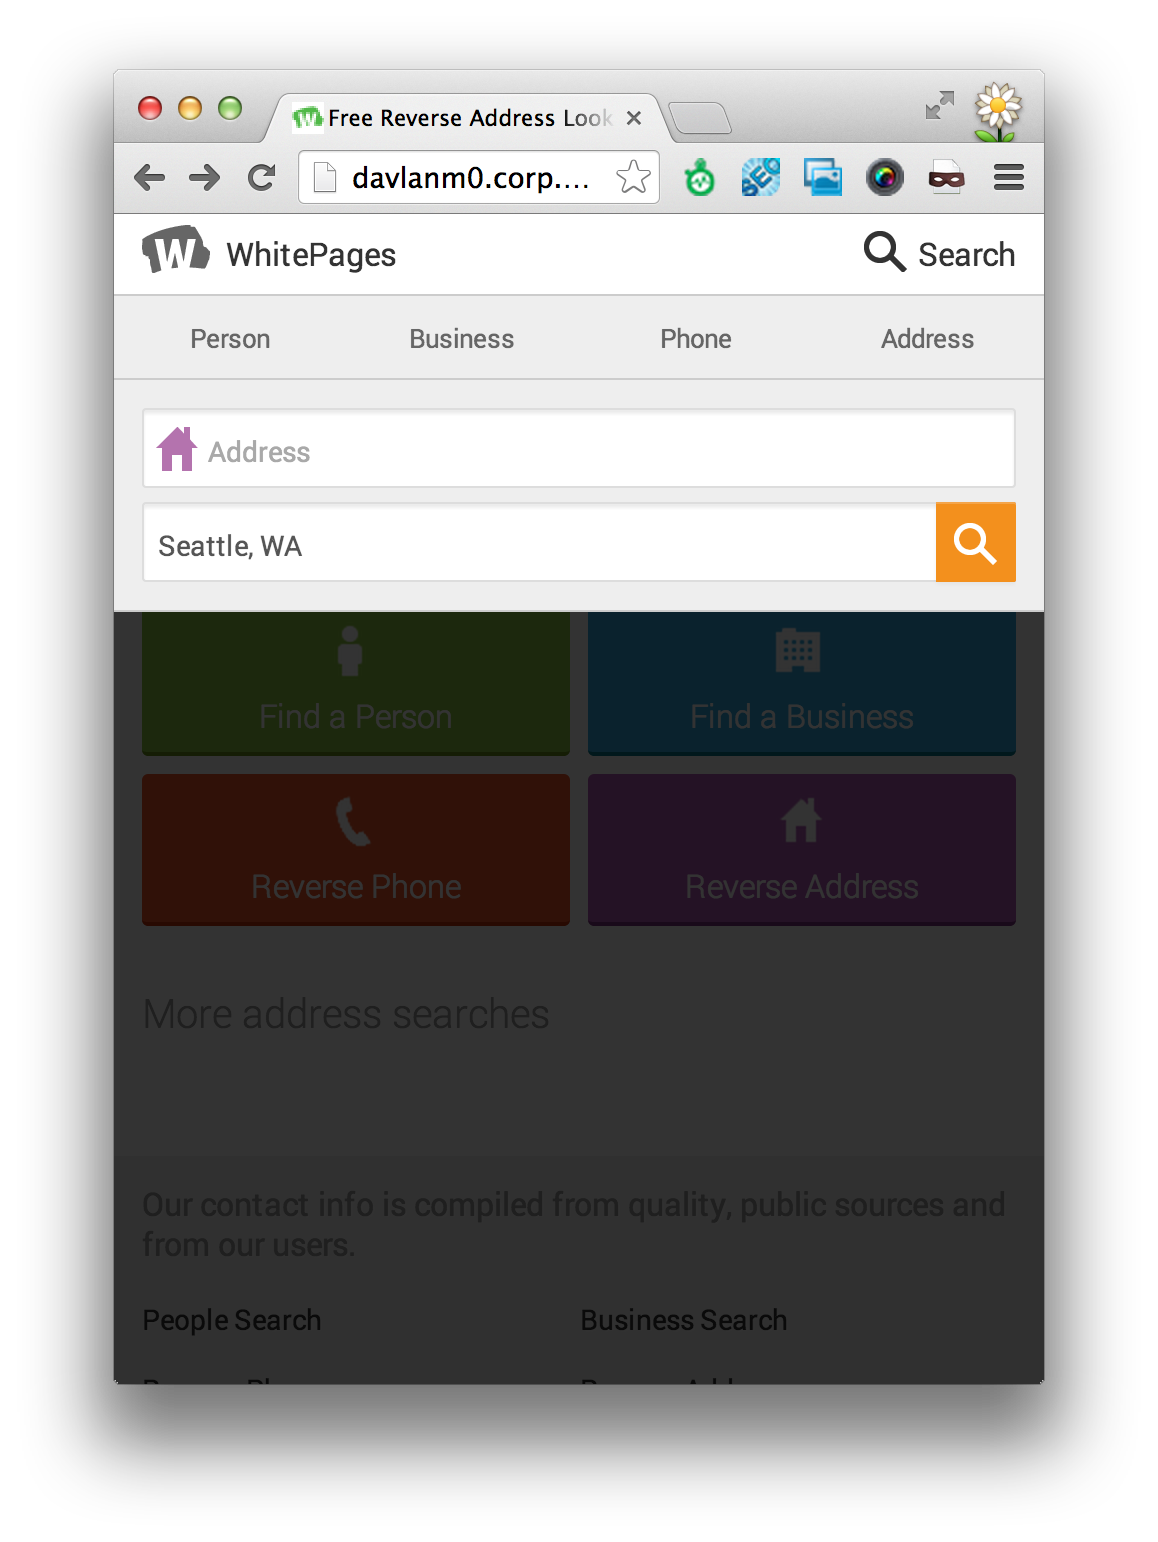 Free Reverse Address Look
davlanm0.corp....
W WhitePages
Search
Person Business Phone Address
Address
Seattle, WA
Find a Person Find a Business
Reverse Phone Reverse Address
More address searches
Our contact info is compiled from quality, public sources and
from our users.
People Search Business Search